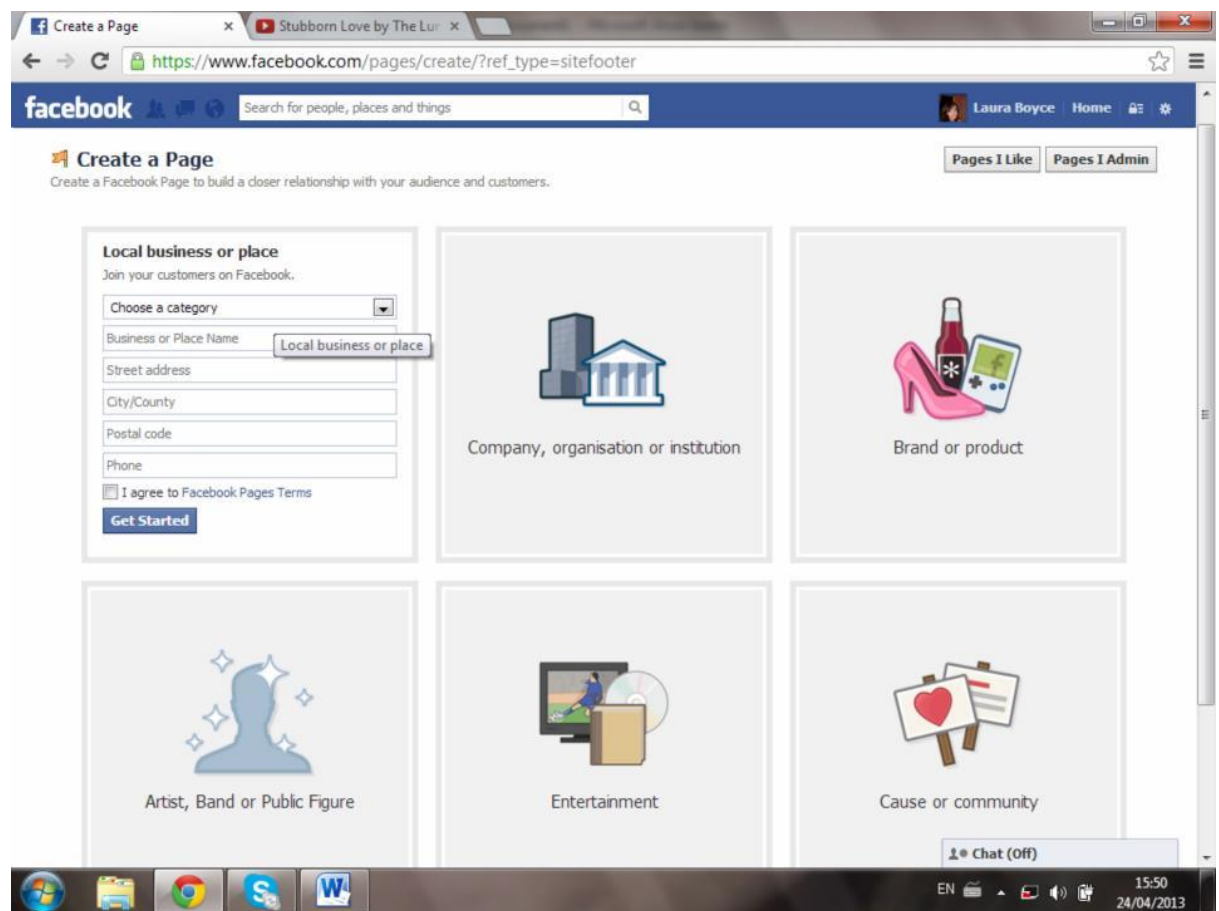 Create a Page
Stubborn Love by The Lur
https://www.facebook.com/pages/create/?ref_type=sitefooter
facebook
Search for people, places and things
Laura Boyce Home
Create a Page
Pages I Like Pages I Admin
Create a Facebook Page to build a closer relationship with your audience and customers.
Local business or place
Join your customers on Facebook.
Choose a category
Business or Place Name
Local business or place
Street address
City/County
Postal code
Phone
I agree to Facebook Pages Terms
Get Started
Company, organisation or institution
Brand or product
Artist, Band or Public Figure
Entertainment
Cause or community
Chat (Off)
EN
15:50
24/04/2013